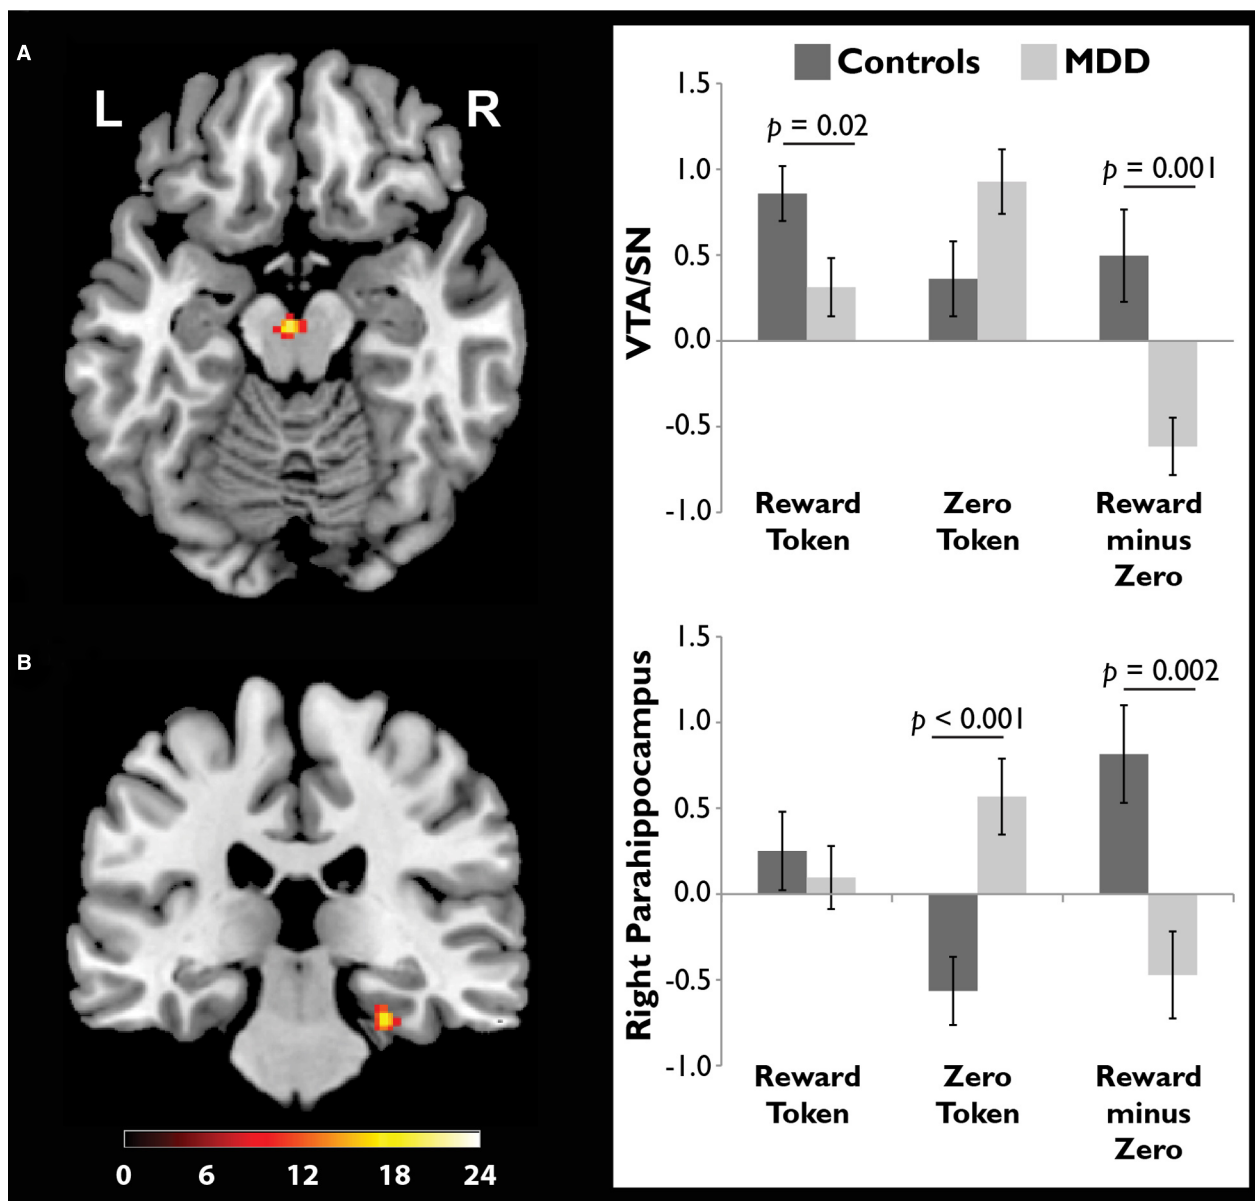 A
L
R
Controls
MDD
1.5
1.0
0.5
0.0
-0.5
-1.0
VTA/SN
p = 0.02
p = 0.001
Reward
Token
Zero
Token
Reward
minus
Zero
B
0
6
12
18
24
1.5
1.0
0.5
0.0
-0.5
-1.0
Right Parahippocampus
p < 0.001
p = 0.002
Reward
Token
Zero
Token
Reward
minus
Zero